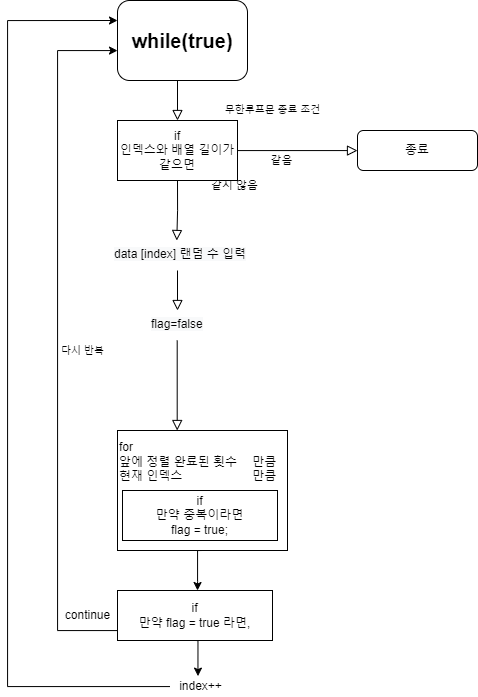 while(true)
무한루프문 종료 조건
if
인덱스와 배열 길이가
같으면
같음
종료
같지 않음
data [index] 랜덤 수 입력
flag=false
다시 반복
for
앞에 정렬 완료된 횟수 만큼
현재 인덱스 만큼
if
만약 중복이라면
flag = true;
continue
if
만약 flag = true 라면,
index++